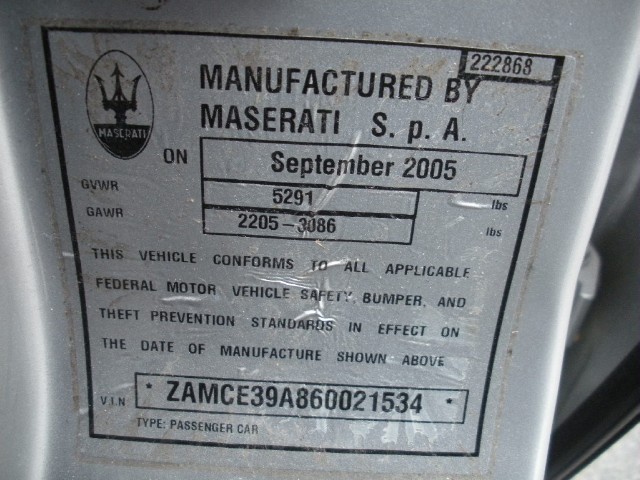 222868
MANUFACTURED BY
MASERATI S. p. A.
MASERATI
ON September 2005
GVWR 5291 lbs
GAWR 2205-3086 lbs
THIS VEHICLE CONFORMS TO ALL APPLICABLE
FEDERAL MOTOR VEHICLE SAFETY, BUMPER, AND
THEFT PREVENTION STANDARDS IN EFFECT ON
THE DATE OF MANUFACTURE SHOWN ABOVE
V.I.N. * ZAMCE39A860021534 *
TYPE: PASSENGER CAR